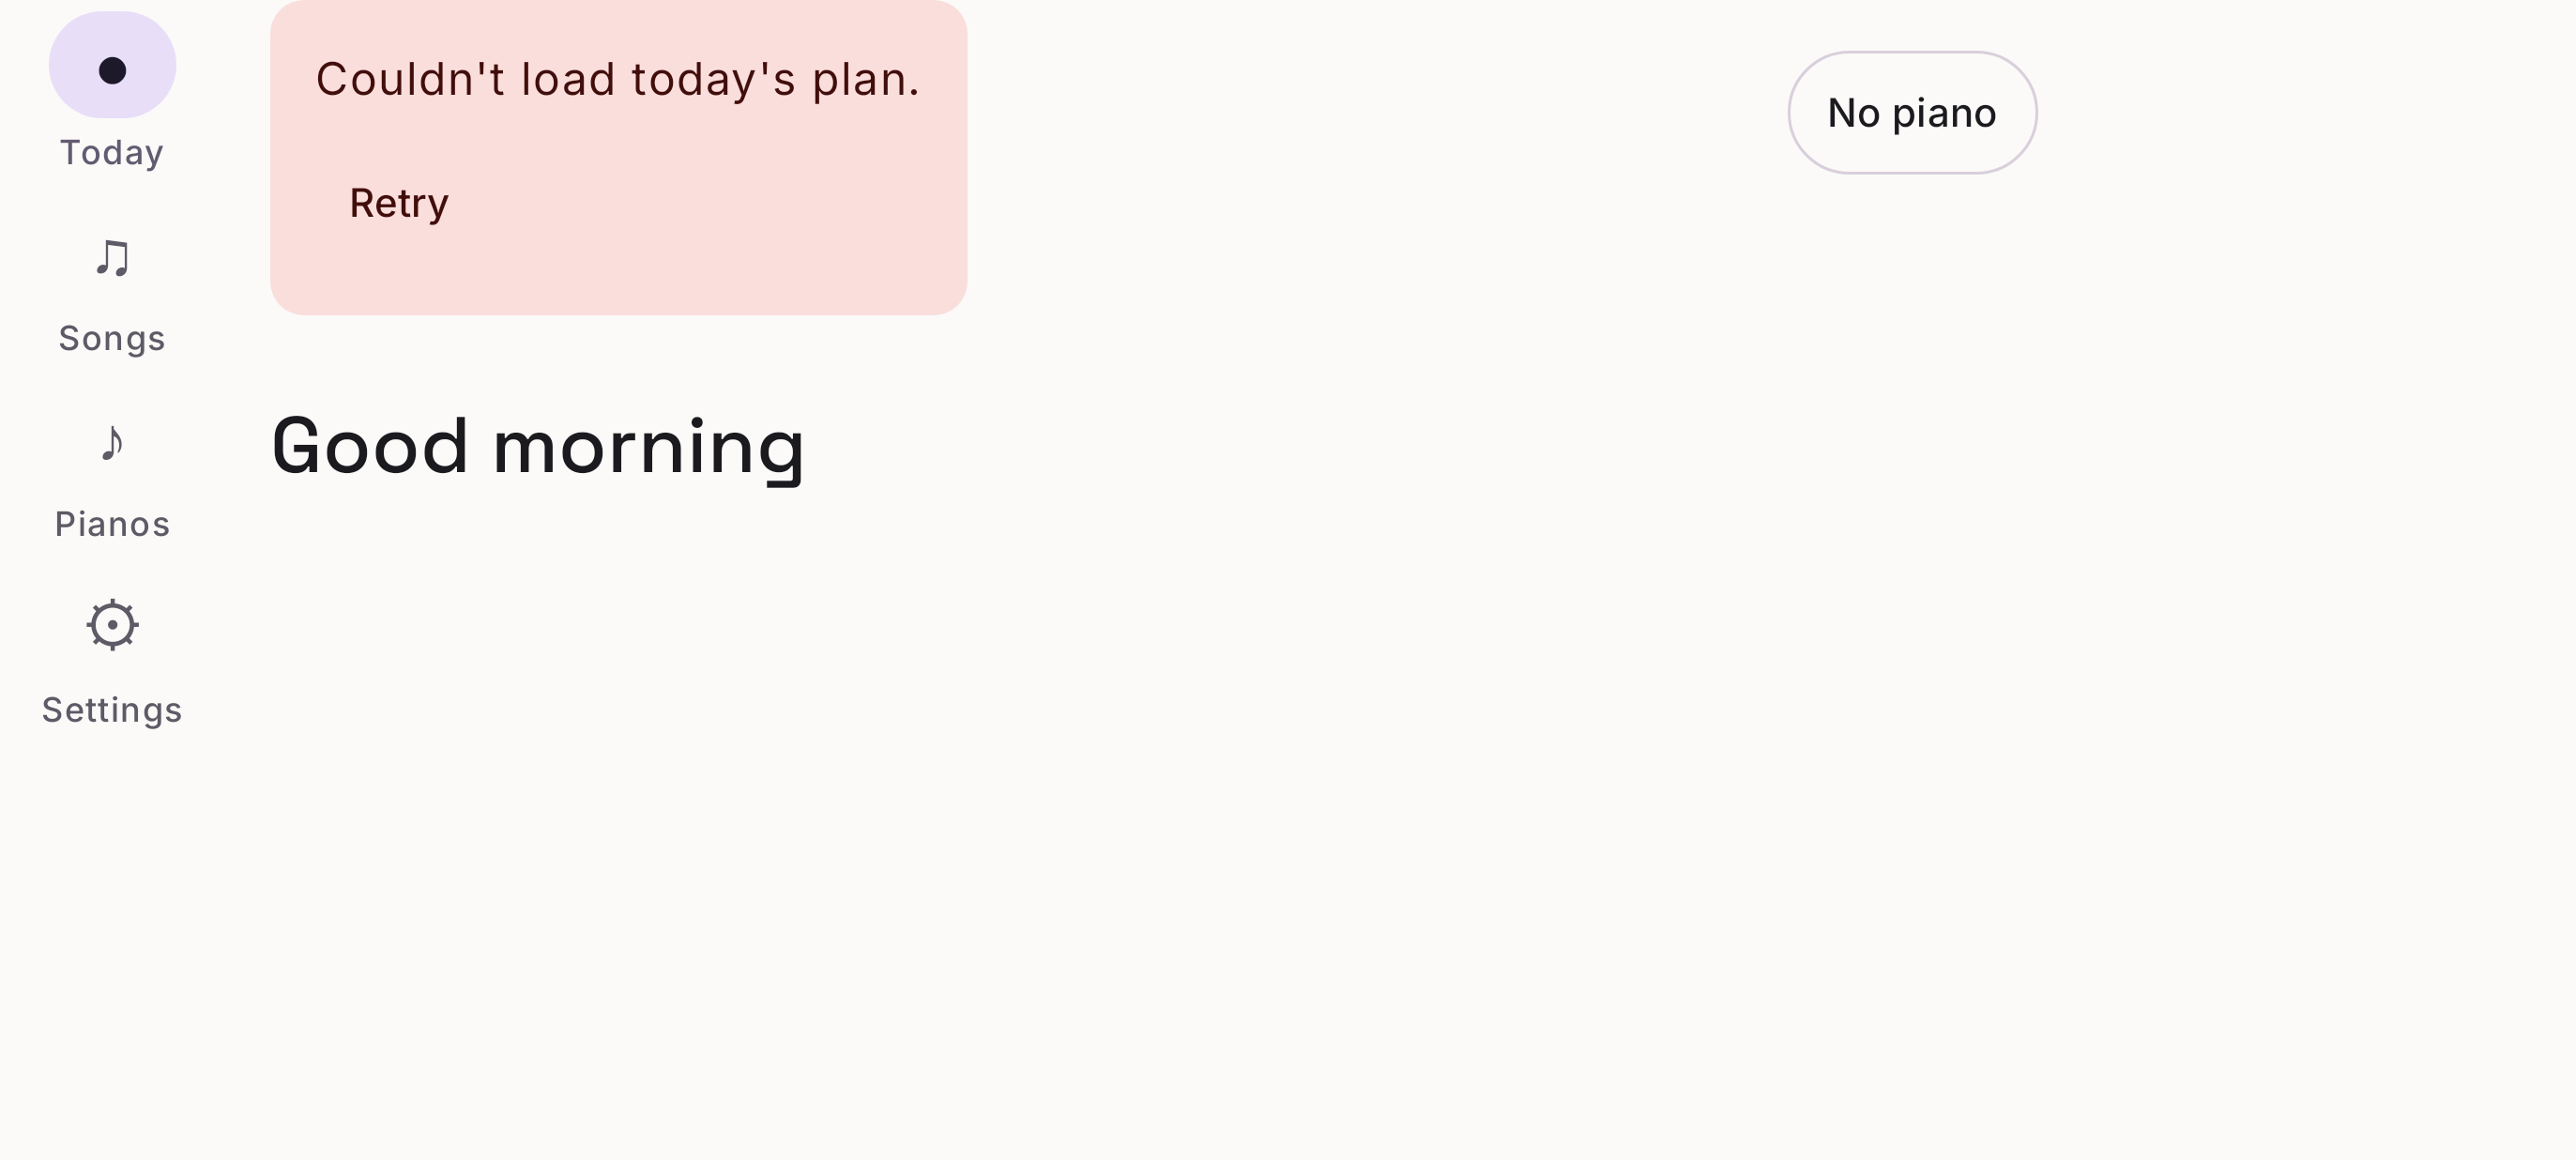 Today
Songs
Pianos
Settings
Couldn't load today's plan.
Retry
Good morning
No piano